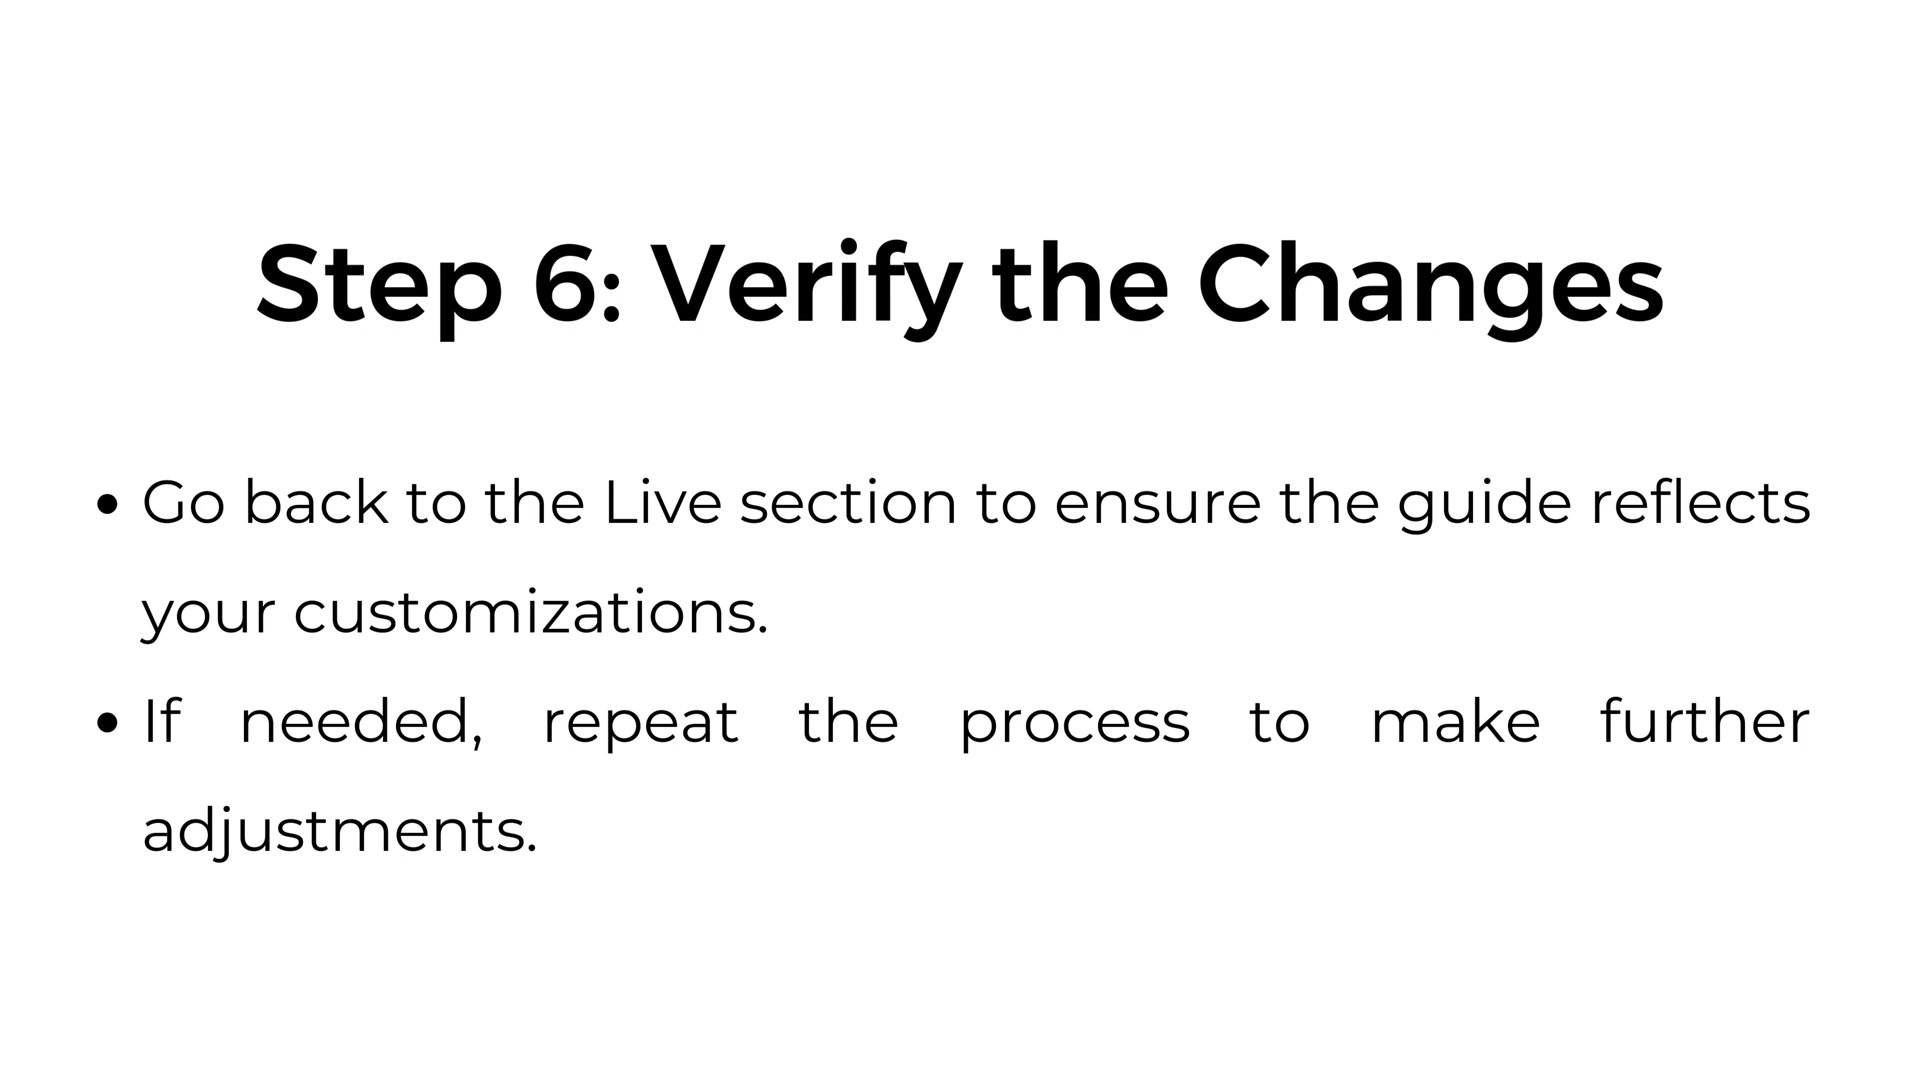 Step 6: Verify the Changes
• Go back to the Live section to ensure the guide reflects
your customizations.
• If needed, repeat the process to make further
adjustments.